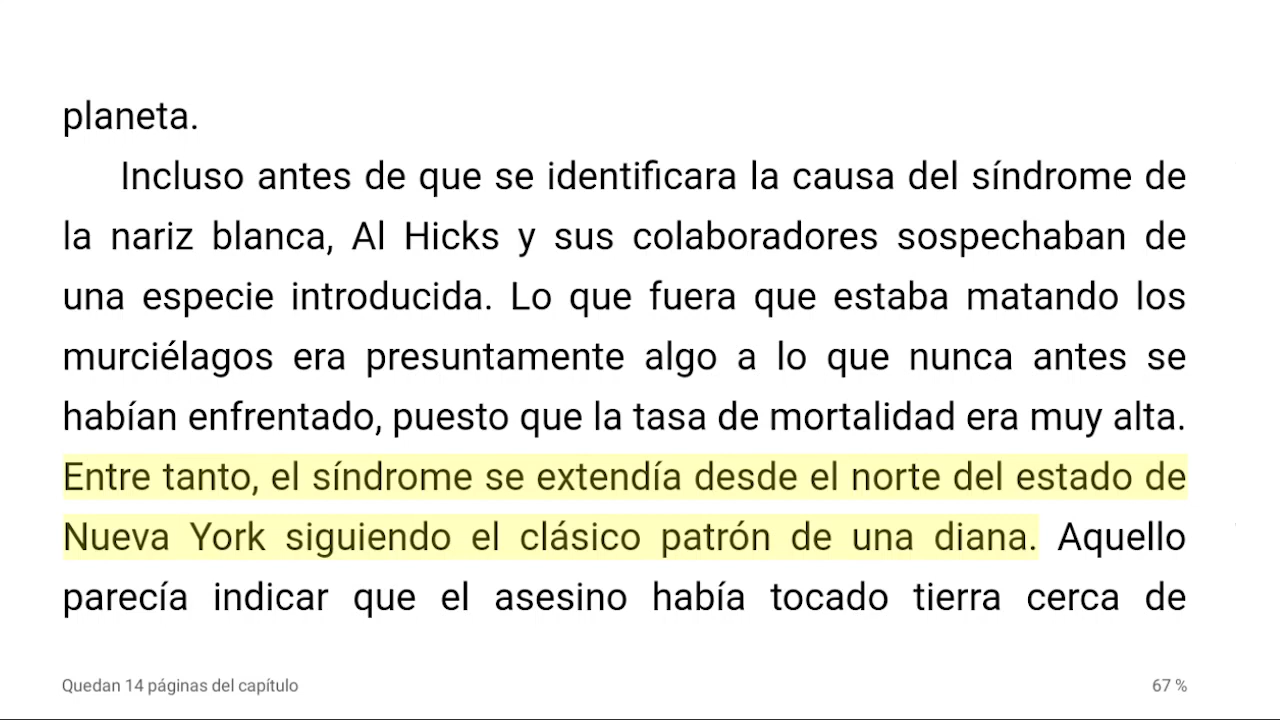 planeta.
Incluso antes de que se identificara la causa del síndrome de
la nariz blanca, Al Hicks y sus colaboradores sospechaban de
una especie introducida. Lo que fuera que estaba matando los
murciélagos era presuntamente algo a lo que nunca antes se
habían enfrentado, puesto que la tasa de mortalidad era muy alta.
Entre tanto, el síndrome se extendía desde el norte del estado de
Nueva York siguiendo el clásico patrón de una diana. Aquello
parecía indicar que el asesino había tocado tierra cerca de
Quedan 14 páginas del capítulo
67 %